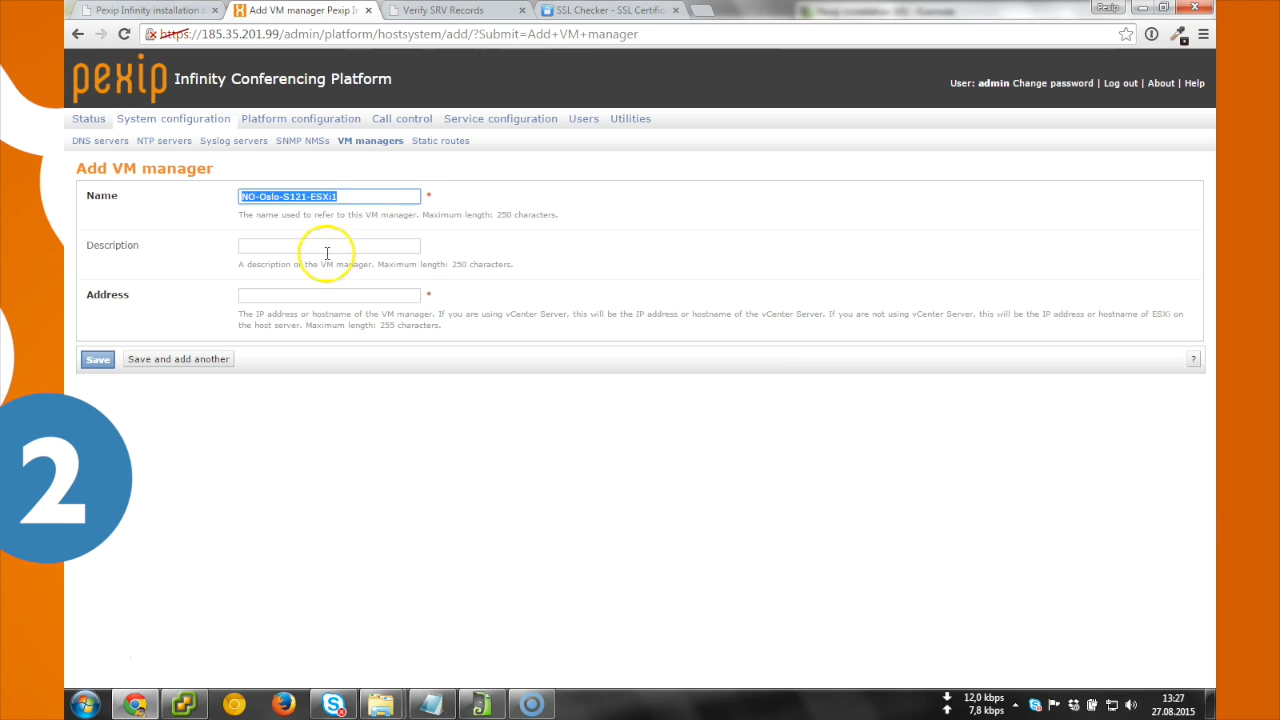 Pexip Infinity installation c
Add VM manager Pexip In
Verify SRV Records
SSL Checker - SSL Certific
Pexip
https://185.35.201.99/admin/platform/hostsystem/add/?Submit=Add+VM+manager
pexip Infinity Conferencing Platform
User: admin Change password | Log out | About | Help
Status System configuration Platform configuration Call control Service configuration Users Utilities
DNS servers NTP servers Syslog servers SNMP NMSs VM managers Static routes
Add VM manager
Name NO-Oslo-S121-ESXi1 *
The name used to refer to this VM manager. Maximum length: 250 characters.
Description
A description of the VM manager. Maximum length: 250 characters.
Address *
The IP address or hostname of the VM manager. If you are using vCenter Server, this will be the IP address or hostname of the vCenter Server. If you are not using vCenter Server, this will be the IP address or hostname of ESXi on
the host server. Maximum length: 255 characters.
Save Save and add another ?
2
12,0 kbps
7,8 kbps
13:27
27.08.2015